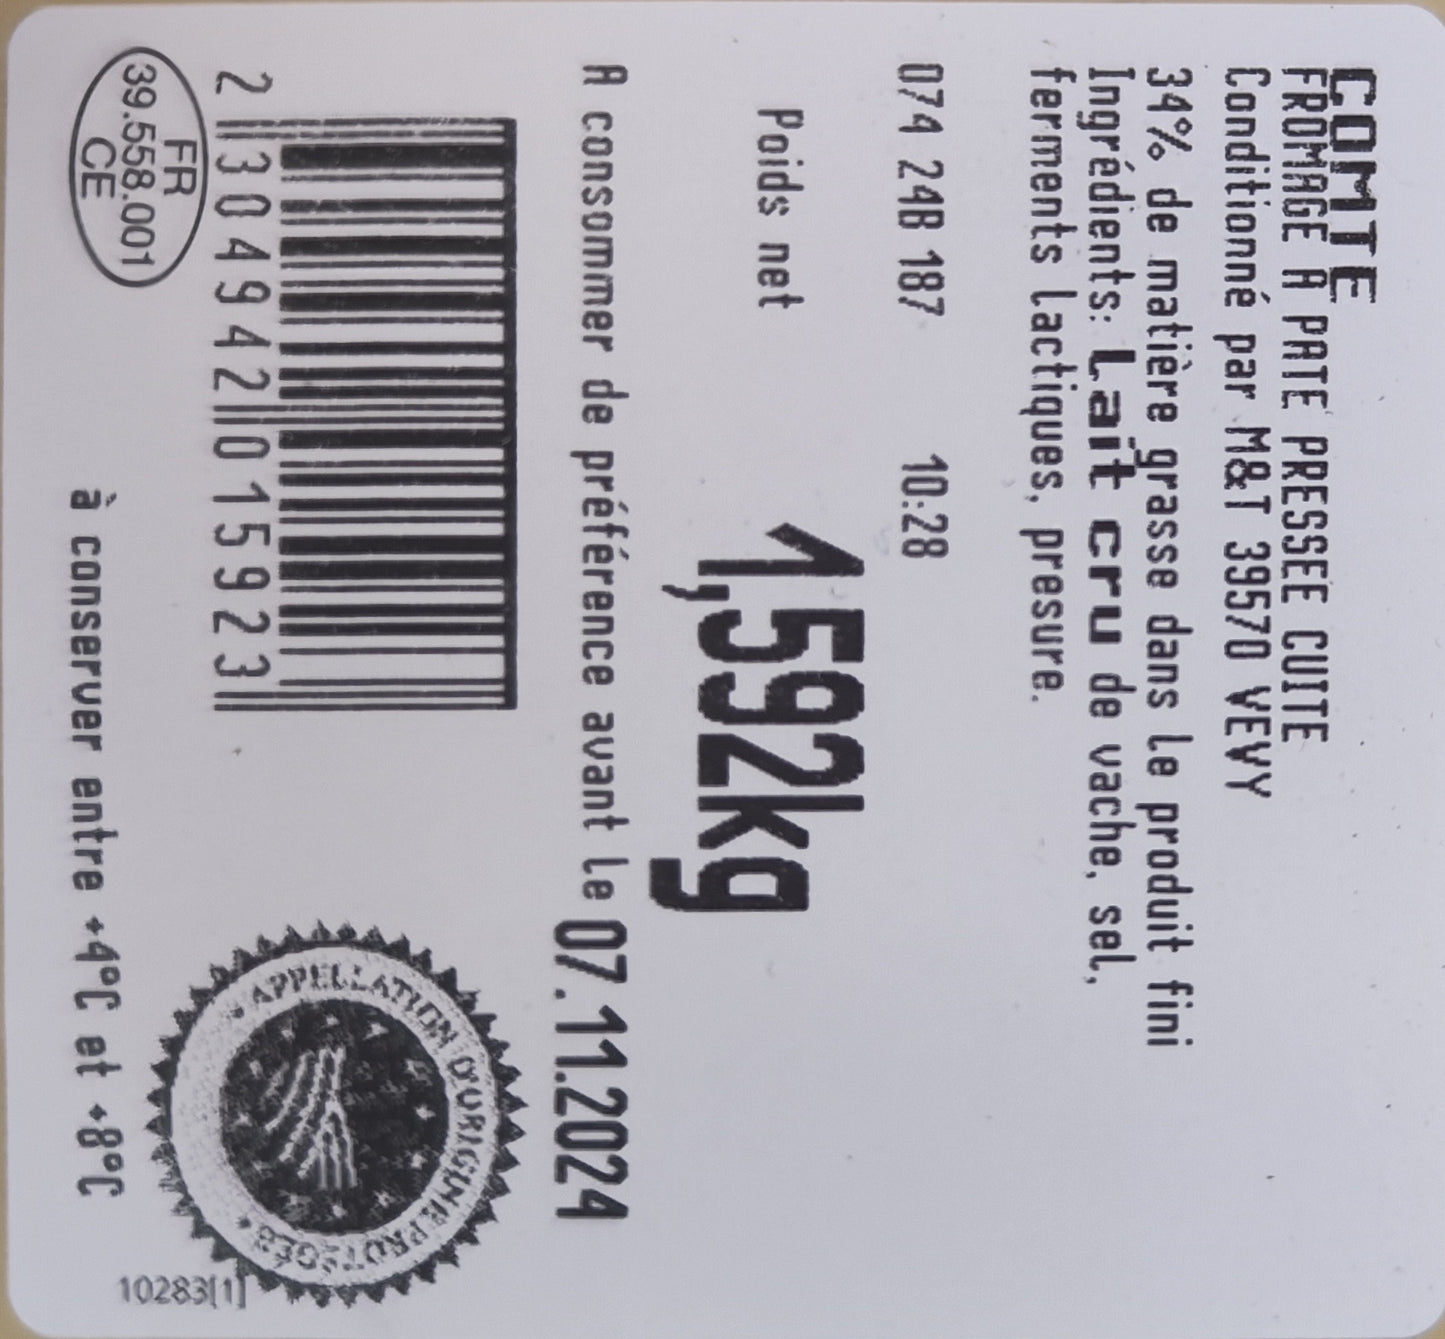 COMTE
FROMAGE A PATE PRESSEE CUITE
Conditionné par M&T 39570 VEVY
34% de matière grasse dans le produit fini
Ingrédients: Lait cru de vache, sel,
ferments lactiques, presure.
074 24B 187 10:28
Poids net 1,592kg
A consommer de préférence avant le 07.11.2024
2 304942 015923
APPELLATION D'ORIGINE PROTÉGÉE
FR
39.558.001
CE
à conserver entre +4°C et +8°C
10283[1]